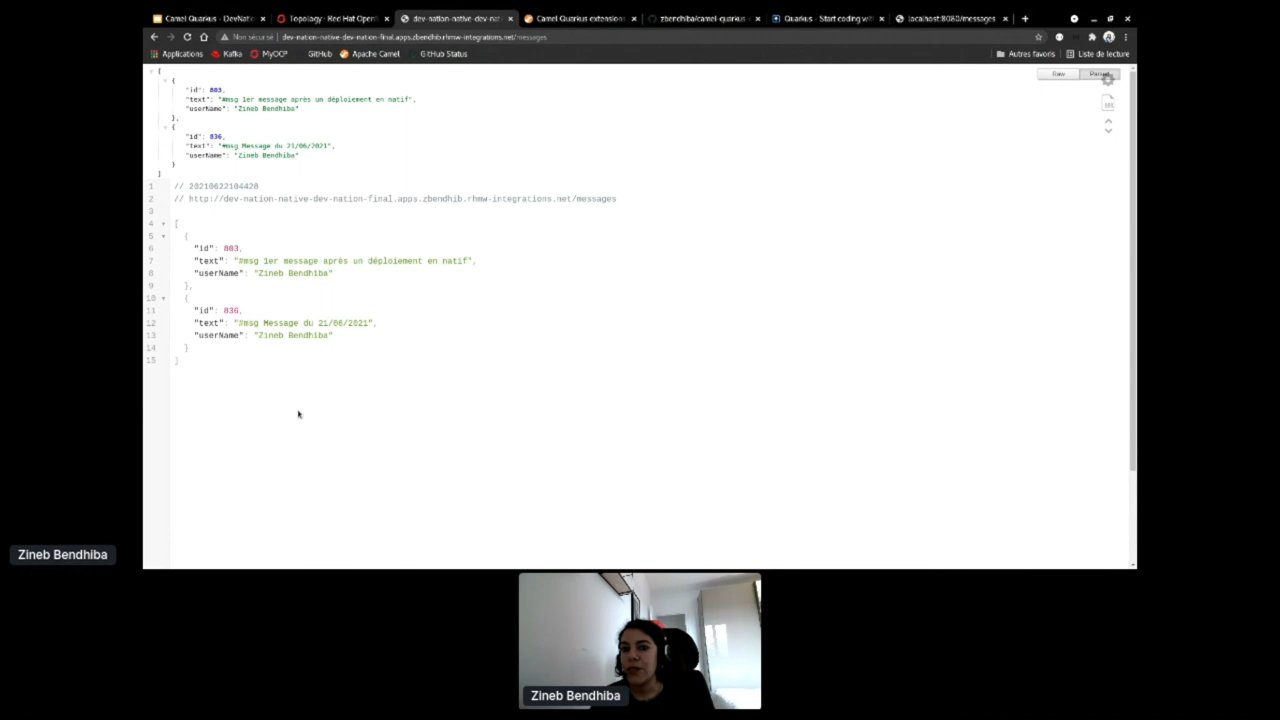 Camel Quarkus - DevNati
Topology · Red Hat Open
dev-nation-native-dev-nat
Camel Quarkus extensions
zbendhiba/camel-quarkus
Quarkus - Start coding wi
localhost:8080/messages
Non sécurisé | dev-nation-native-dev-nation-final.apps.zbendhib.rhmw-integrations.net/messages
Applications Kafka MyOCP GitHub Apache Camel GitHub Status Autres favoris Liste de lecture
Raw Parsed
[
{
"id": 803,
"text": "#msg 1er message après un déploiement en natif",
"userName": "Zineb Bendhiba"
},
{
"id": 836,
"text": "#msg Message du 21/06/2021",
"userName": "Zineb Bendhiba"
}
]
1 // 20210622104428
2 // http://dev-nation-native-dev-nation-final.apps.zbendhib.rhmw-integrations.net/messages
3
4 [
5 {
6 "id": 803,
7 "text": "#msg 1er message après un déploiement en natif",
8 "userName": "Zineb Bendhiba"
9 },
10 {
11 "id": 836,
12 "text": "#msg Message du 21/06/2021",
13 "userName": "Zineb Bendhiba"
14 }
15 ]
Zineb Bendhiba
Zineb Bendhiba